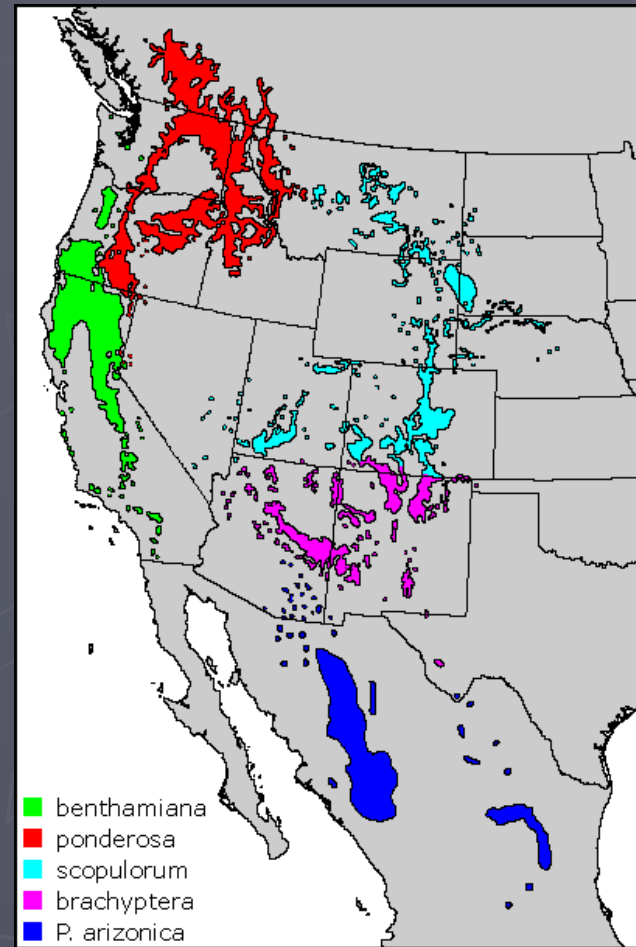 benthamiana
ponderosa
scopulorum
brachyptera
P. arizonica